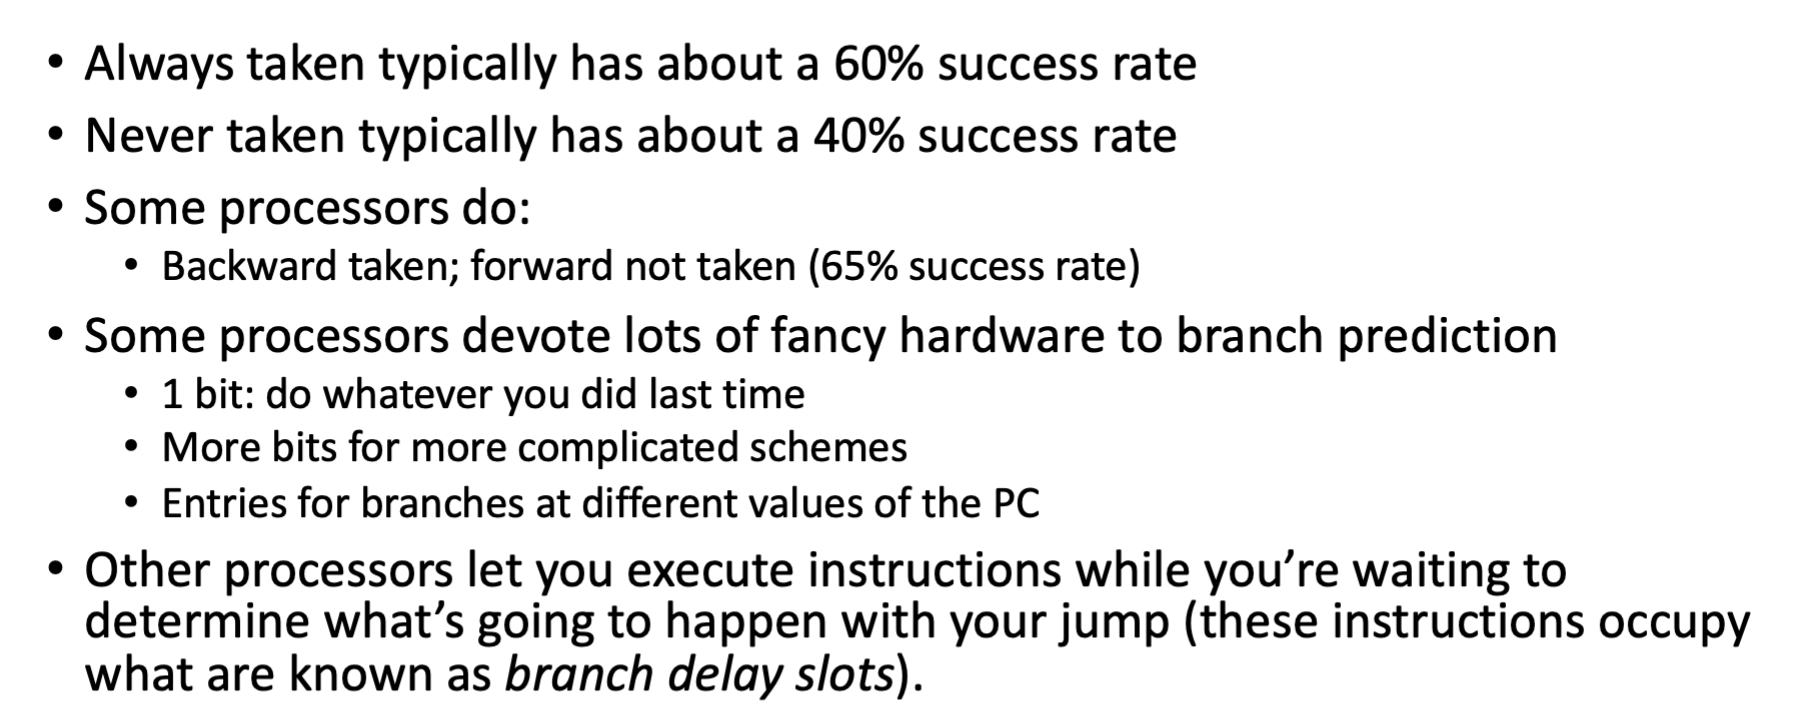 • Always taken typically has about a 60% success rate
• Never taken typically has about a 40% success rate
• Some processors do:
• Backward taken; forward not taken (65% success rate)
• Some processors devote lots of fancy hardware to branch prediction
• 1 bit: do whatever you did last time
• More bits for more complicated schemes
• Entries for branches at different values of the PC
• Other processors let you execute instructions while you’re waiting to
determine what’s going to happen with your jump (these instructions occupy
what are known as branch delay slots).